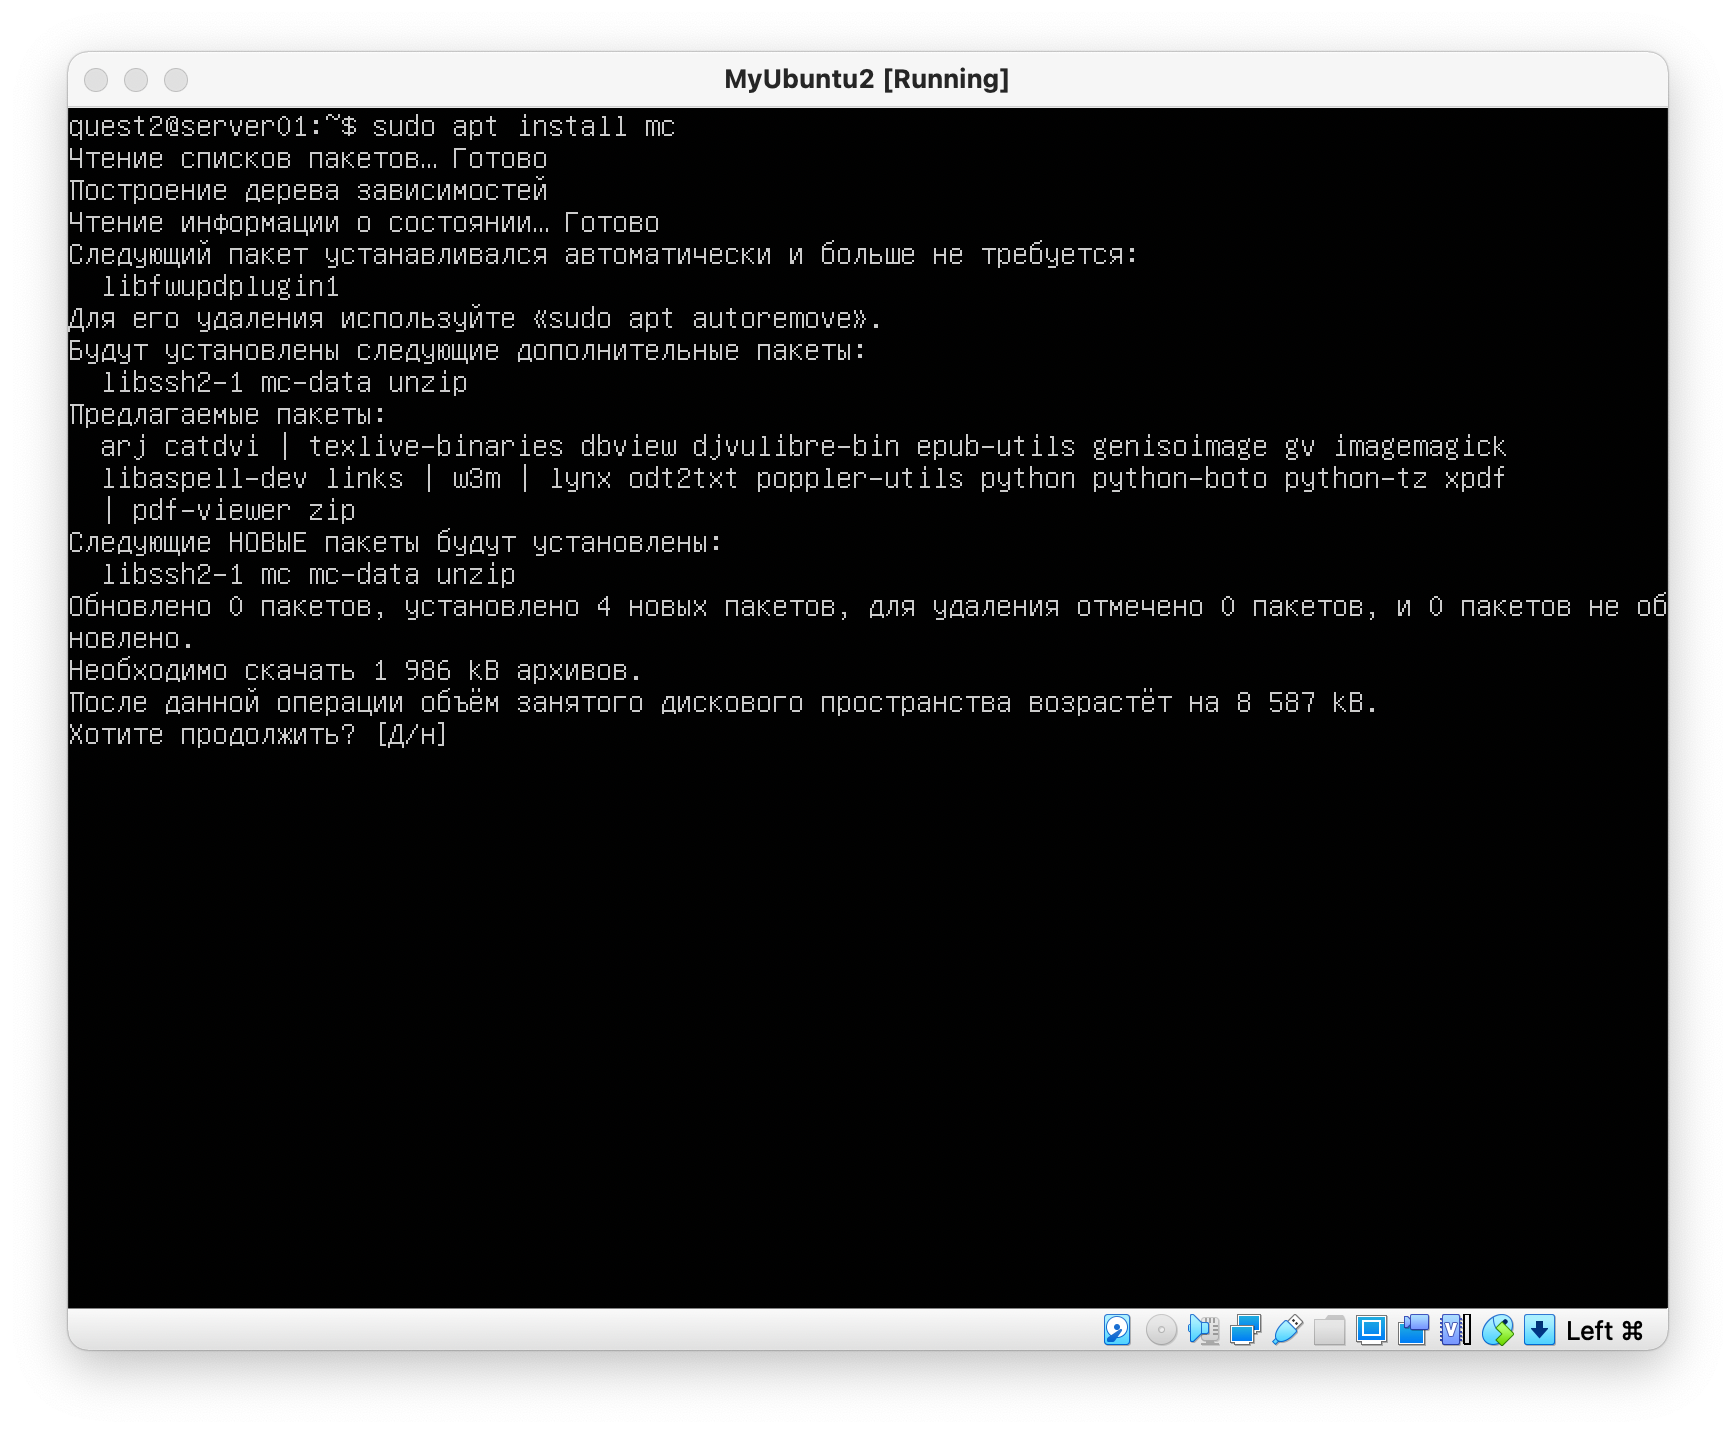 MyUbuntu2 [Running]
quest2@server01:~$ sudo apt install mc
Чтение списков пакетов… Готово
Построение дерева зависимостей
Чтение информации о состоянии… Готово
Следующий пакет устанавливался автоматически и больше не требуется:
  libfwupdplugin1
Для его удаления используйте «sudo apt autoremove».
Будут установлены следующие дополнительные пакеты:
  libssh2-1 mc-data unzip
Предлагаемые пакеты:
  arj catdvi | texlive-binaries dbview djvulibre-bin epub-utils genisoimage gv imagemagick
  libaspell-dev links | w3m | lynx odt2txt poppler-utils python python-boto python-tz xpdf
  | pdf-viewer zip
Следующие НОВЫЕ пакеты будут установлены:
  libssh2-1 mc mc-data unzip
Обновлено 0 пакетов, установлено 4 новых пакетов, для удаления отмечено 0 пакетов, и 0 пакетов не об
новлено.
Необходимо скачать 1 986 kB архивов.
После данной операции объём занятого дискового пространства возрастёт на 8 587 kB.
Хотите продолжить? [Д/н]
Left ⌘